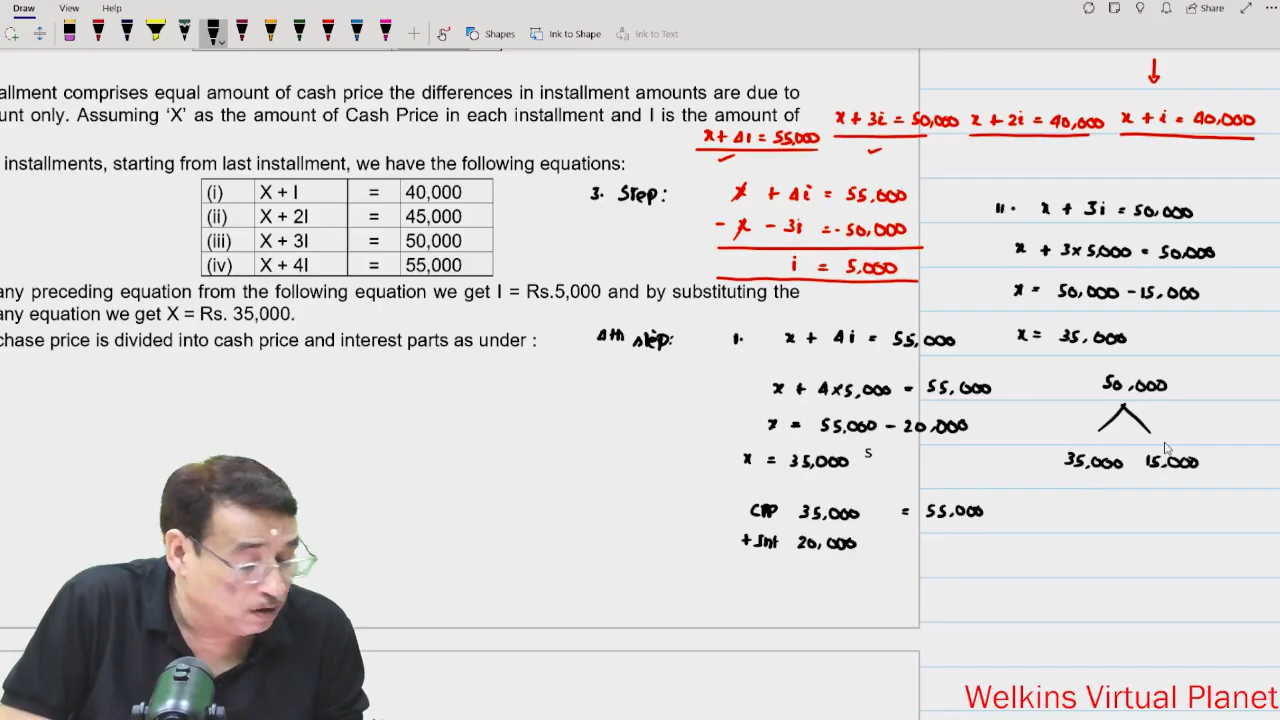 Draw View Help
Share
Shapes Ink to Shape Ink to Text
allment comprises equal amount of cash price the differences in installment amounts are due to
unt only. Assuming ‘X’ as the amount of Cash Price in each installment and I is the amount of
installments, starting from last installment, we have the following equations:
(i) X + I = 40,000
(ii) X + 2I = 45,000
(iii) X + 3I = 50,000
(iv) X + 4I = 55,000
any preceding equation from the following equation we get I = Rs.5,000 and by substituting the
any equation we get X = Rs. 35,000.
chase price is divided into cash price and interest parts as under :
x + 4i = 55,000
x + 3i = 50,000
x + 2i = 40,000
x + i = 40,000
3. Step:
x + 4i = 55,000
- x - 3i = - 50,000
i = 5,000
4th step:
1. x + 4i = 55,000
x + 4x5,000 = 55,000
x = 55,000 - 20,000
x = 35,000 S
CPP 35,000 = 55,000
+ Int 20,000
11. x + 3i = 50,000
x + 3x5,000 = 50,000
x = 50,000 - 15,000
x = 35,000
50,000
35,000 15,000
Welkins Virtual Planet